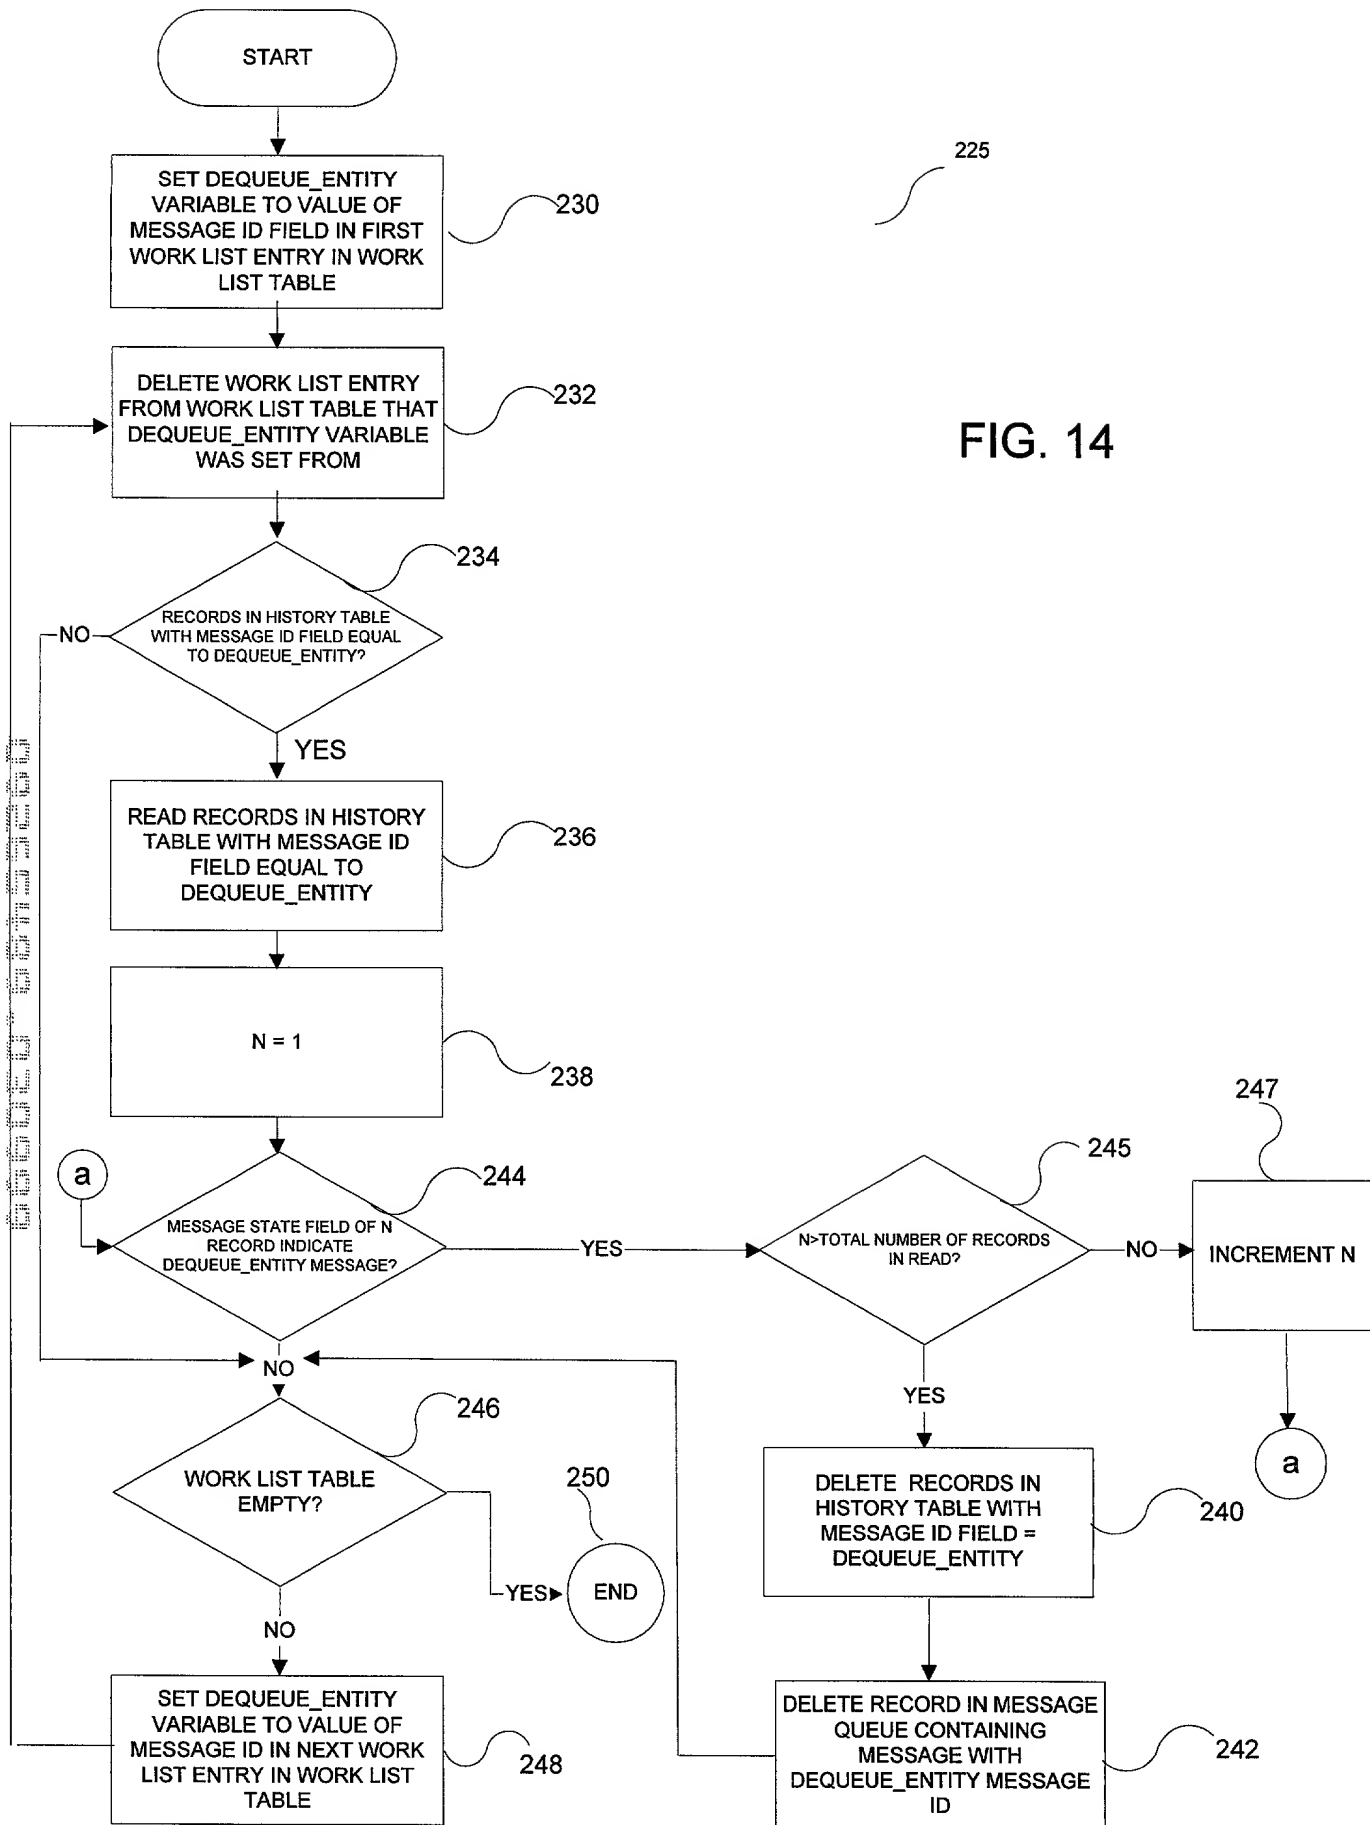 START
225
SET DEQUEUE_ENTITY
VARIABLE TO VALUE OF
MESSAGE ID FIELD IN FIRST
WORK LIST ENTRY IN WORK
LIST TABLE
230
DELETE WORK LIST ENTRY
FROM WORK LIST TABLE THAT
DEQUEUE_ENTITY VARIABLE
WAS SET FROM
232
FIG. 14
234
RECORDS IN HISTORY TABLE
WITH MESSAGE ID FIELD EQUAL
TO DEQUEUE_ENTITY?
NO
YES
READ RECORDS IN HISTORY
TABLE WITH MESSAGE ID
FIELD EQUAL TO
DEQUEUE_ENTITY
236
N = 1
238
a
244
MESSAGE STATE FIELD OF N
RECORD INDICATE
DEQUEUE_ENTITY MESSAGE?
YES
245
N>TOTAL NUMBER OF RECORDS
IN READ?
NO
247
INCREMENT N
a
NO
YES
246
WORK LIST TABLE
EMPTY?
250
YES
END
NO
DELETE RECORDS IN
HISTORY TABLE WITH
MESSAGE ID FIELD =
DEQUEUE_ENTITY
240
SET DEQUEUE_ENTITY
VARIABLE TO VALUE OF
MESSAGE ID IN NEXT WORK
LIST ENTRY IN WORK LIST
TABLE
248
DELETE RECORD IN MESSAGE
QUEUE CONTAINING
MESSAGE WITH
DEQUEUE_ENTITY MESSAGE
ID
242